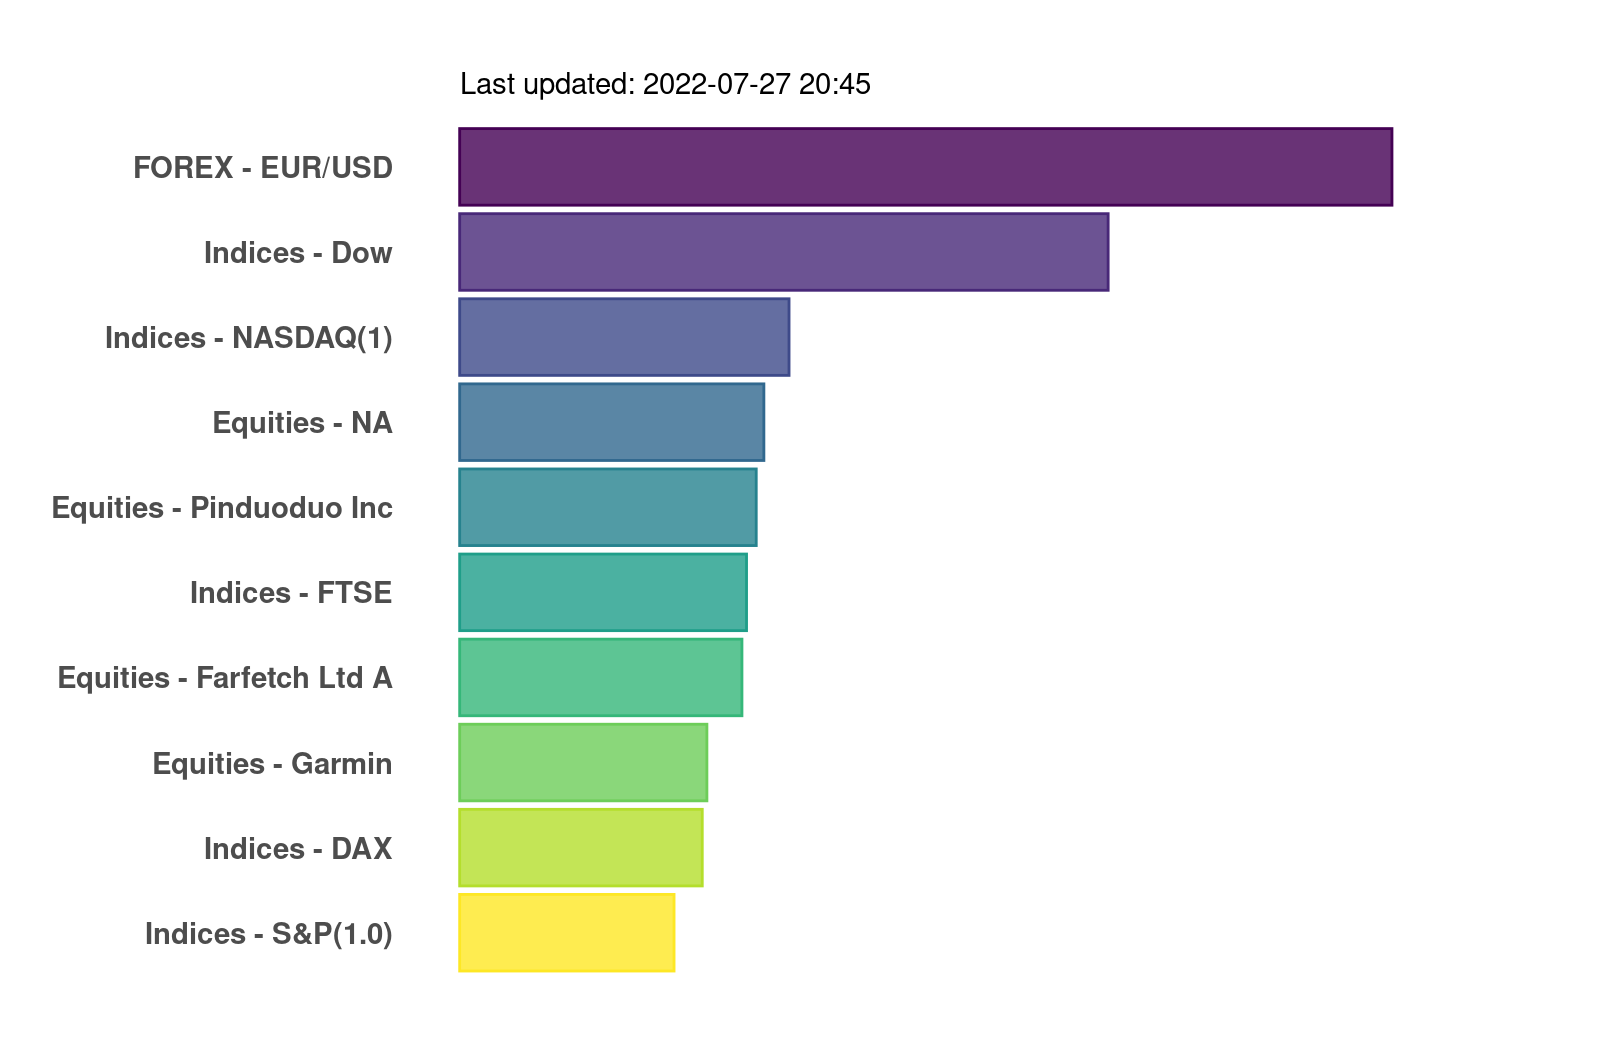 Last updated: 2022-07-27 20:45
FOREX - EUR/USD
Indices - Dow
Indices - NASDAQ(1)
Equities - NA
Equities - Pinduoduo Inc
Indices - FTSE
Equities - Farfetch Ltd A
Equities - Garmin
Indices - DAX
Indices - S&P(1.0)